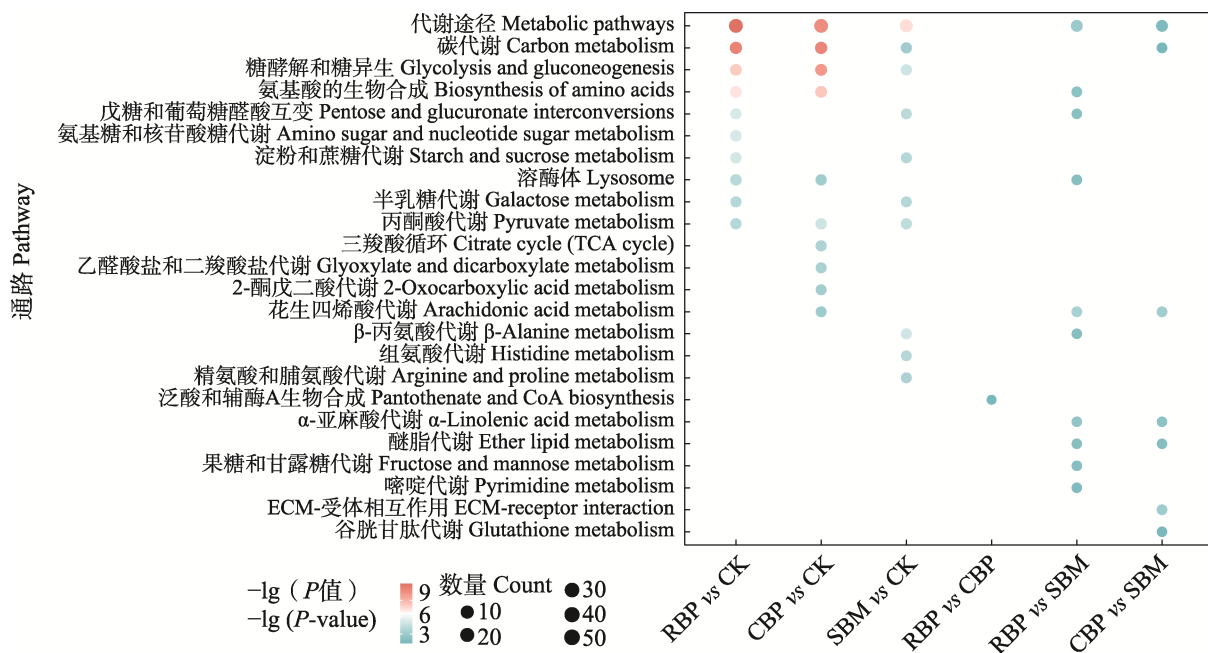 代谢途径 Metabolic pathways
碳代谢 Carbon metabolism
糖酵解和糖异生 Glycolysis and gluconeogenesis
氨基酸的生物合成 Biosynthesis of amino acids
戊糖和葡萄糖醛酸互变 Pentose and glucuronate interconversions
氨基糖和核苷酸糖代谢 Amino sugar and nucleotide sugar metabolism
淀粉和蔗糖代谢 Starch and sucrose metabolism
溶酶体 Lysosome
半乳糖代谢 Galactose metabolism
丙酮酸代谢 Pyruvate metabolism
三羧酸循环 Citrate cycle (TCA cycle)
乙醛酸盐和二羧酸盐代谢 Glyoxylate and dicarboxylate metabolism
2-酮戊二酸代谢 2-Oxocarboxylic acid metabolism
花生四烯酸代谢 Arachidonic acid metabolism
β-丙氨酸代谢 β-Alanine metabolism
组氨酸代谢 Histidine metabolism
精氨酸和脯氨酸代谢 Arginine and proline metabolism
泛酸和辅酶A生物合成 Pantothenate and CoA biosynthesis
α-亚麻酸代谢 α-Linolenic acid metabolism
醚脂代谢 Ether lipid metabolism
果糖和甘露糖代谢 Fructose and mannose metabolism
嘧啶代谢 Pyrimidine metabolism
ECM-受体相互作用 ECM-receptor interaction
谷胱甘肽代谢 Glutathione metabolism
通路 Pathway
RBP vs CK
CBP vs CK
SBM vs CK
RBP vs CBP
RBP vs SBM
CBP vs SBM
−lg（P值）
−lg (P-value)
9
6
3
数量 Count
10
20
30
40
50